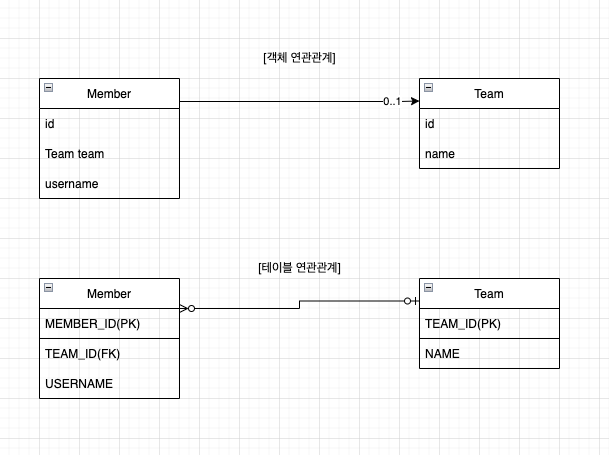 [객체 연관관계]
Member
id
Team team
username
0..1
Team
id
name
[테이블 연관관계]
Member
MEMBER_ID(PK)
TEAM_ID(FK)
USERNAME
Team
TEAM_ID(PK)
NAME